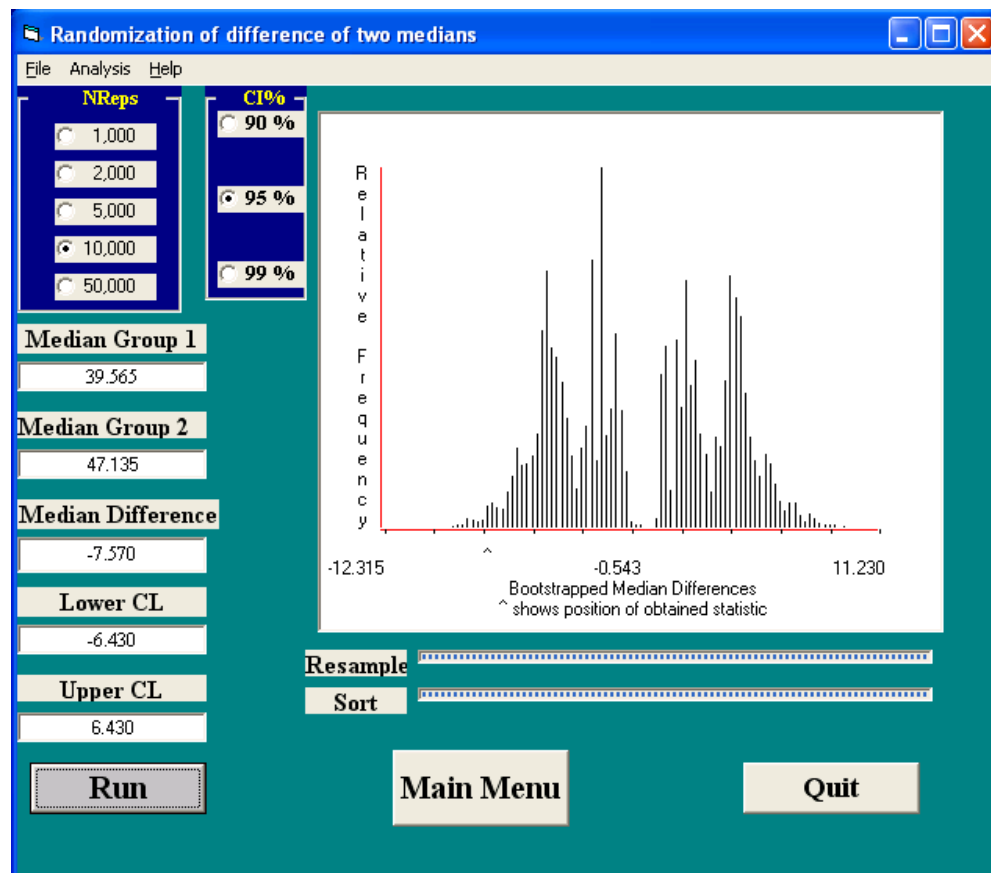 Randomization of difference of two medians
File Analysis Help
NReps
1,000
2,000
5,000
10,000
50,000
CI%
90 %
95 %
99 %
Median Group 1
39.565
Median Group 2
47.135
Median Difference
-7.570
Lower CL
-6.430
Upper CL
6.430
Relative Frequency
^
-12.315 -0.543 11.230
Bootstrapped Median Differences
^ shows position of obtained statistic
Resample
Sort
Run
Main Menu
Quit